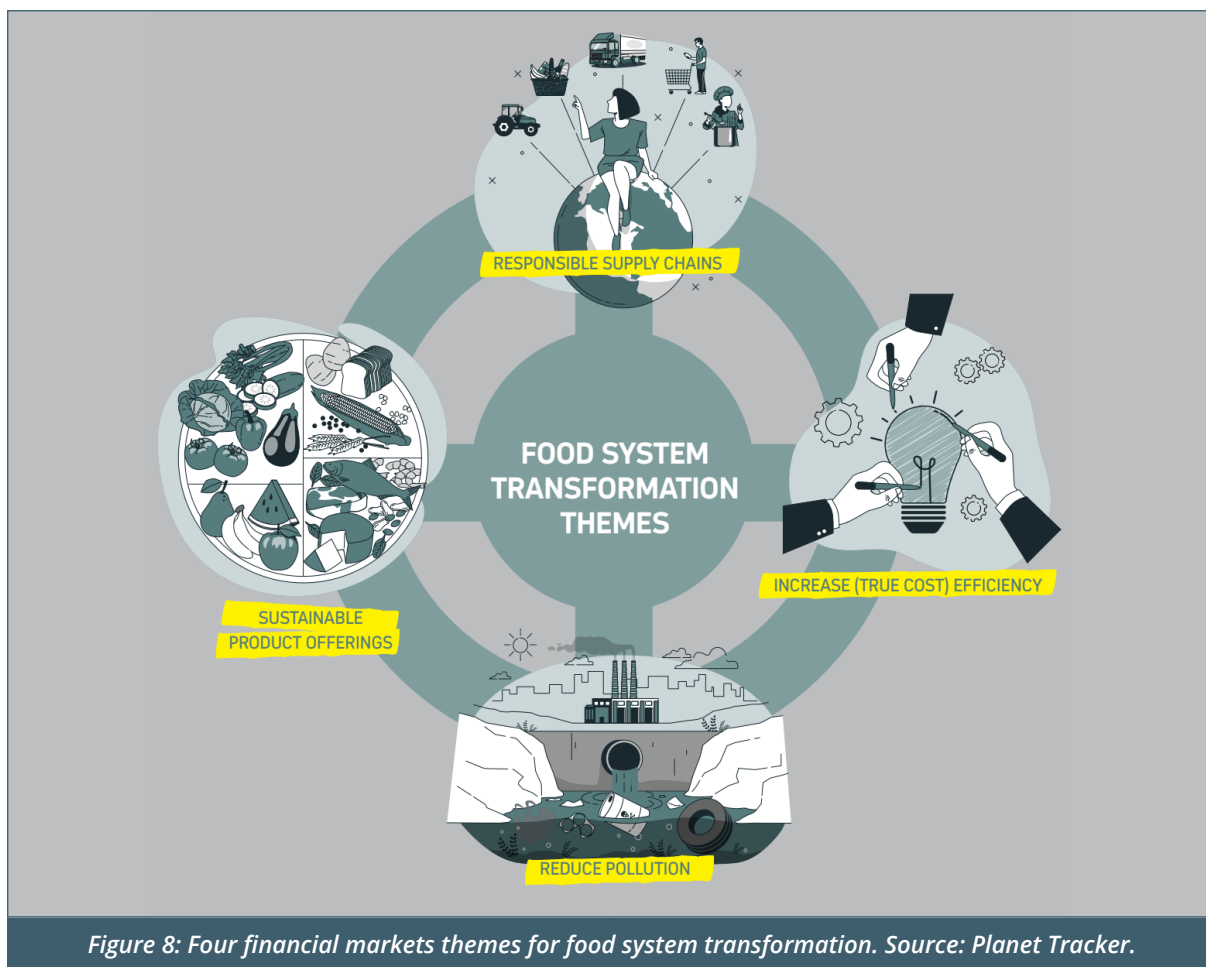 RESPONSIBLE SUPPLY CHAINS
FOOD SYSTEM
TRANSFORMATION
THEMES
INCREASE (TRUE COST) EFFICIENCY
SUSTAINABLE
PRODUCT OFFERINGS
REDUCE POLLUTION
Figure 8: Four financial markets themes for food system transformation. Source: Planet Tracker.